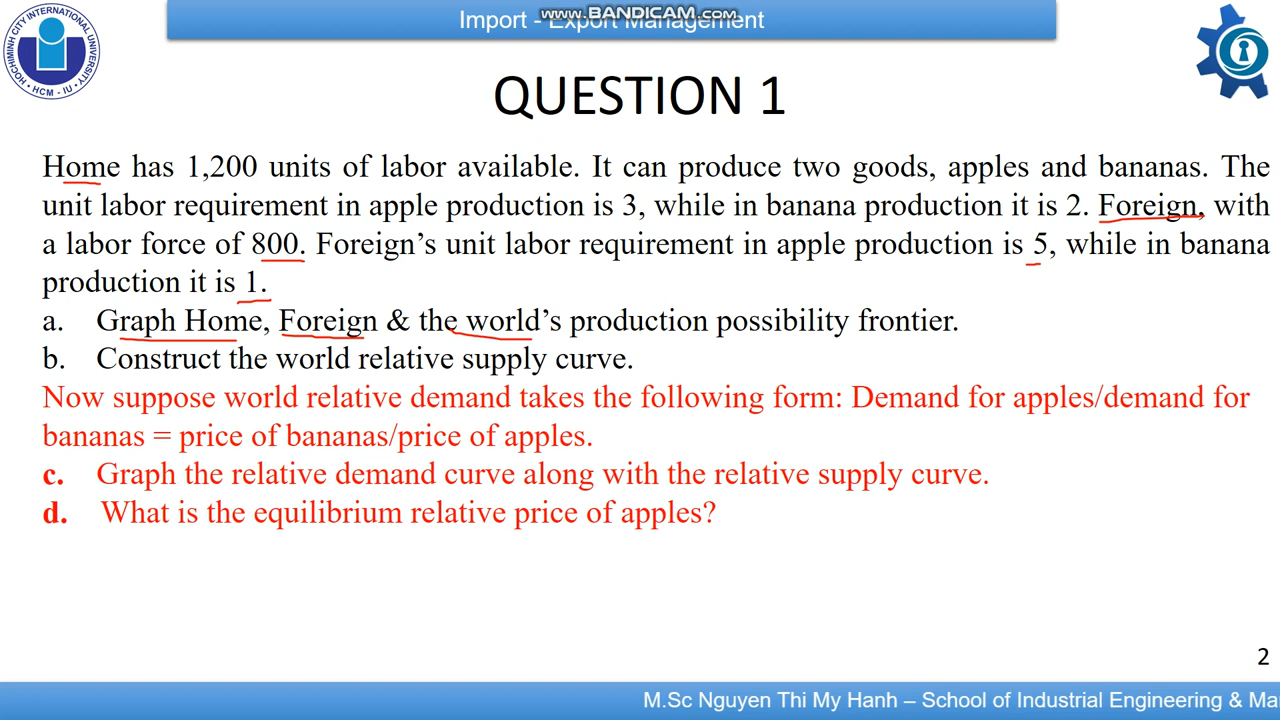 www.BANDICAM.com
Import - Export Management
HOCHIMINH CITY INTERNATIONAL UNIVERSITY
HCM - IU
QUESTION 1
Home has 1,200 units of labor available. It can produce two goods, apples and bananas. The
unit labor requirement in apple production is 3, while in banana production it is 2. Foreign, with
a labor force of 800. Foreign’s unit labor requirement in apple production is 5, while in banana
production it is 1.
a. Graph Home, Foreign & the world’s production possibility frontier.
b. Construct the world relative supply curve.
Now suppose world relative demand takes the following form: Demand for apples/demand for
bananas = price of bananas/price of apples.
c. Graph the relative demand curve along with the relative supply curve.
d. What is the equilibrium relative price of apples?
2
M.Sc Nguyen Thi My Hanh – School of Industrial Engineering & Ma